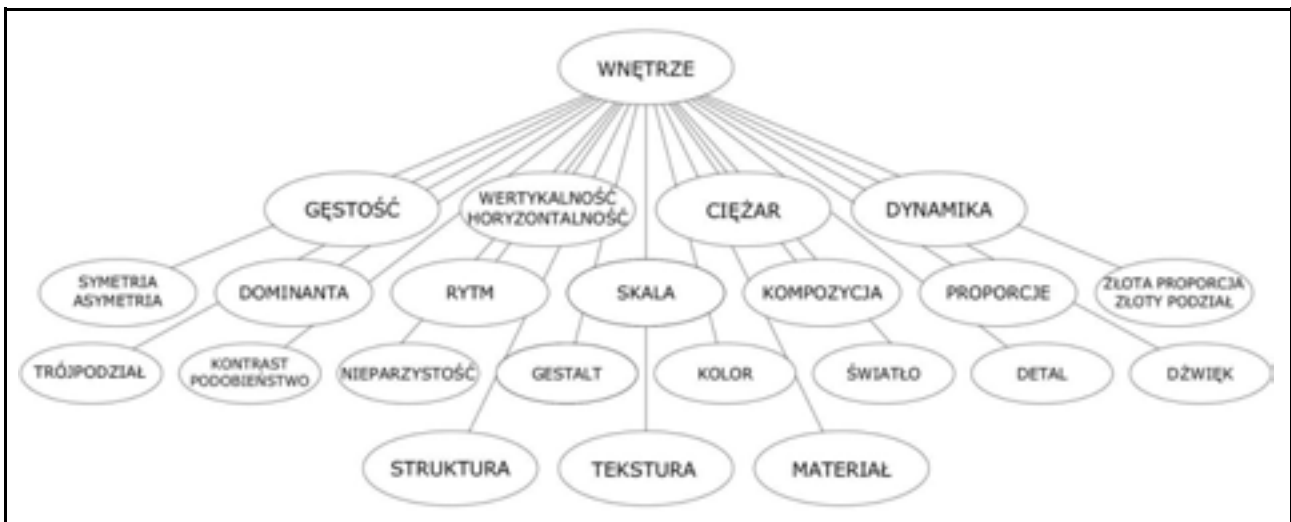 WNĘTRZE
GĘSTOŚĆ
WERTYKALNOŚĆ
HORYZONTALNOŚĆ
CIĘŻAR
DYNAMIKA
SYMETRIA
ASYMETRIA
DOMINANTA
RYTM
SKALA
KOMPOZYCJA
PROPORCJE
ZŁOTA PROPORCJA
ZŁOTY PODZIAŁ
TRÓJPODZIAŁ
KONTRAST
PODOBIEŃSTWO
NIEPARZYSTOŚĆ
GESTALT
KOLOR
ŚWIATŁO
DETAL
DŹWIĘK
STRUKTURA
TEKSTURA
MATERIAŁ